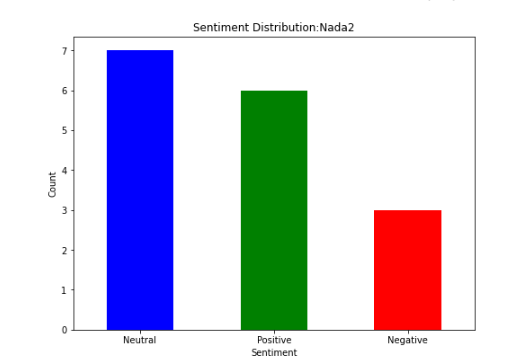 Sentiment Distribution:Nada2
7
6
5
4
3
2
1
0
Count
Neutral
Positive
Negative
Sentiment